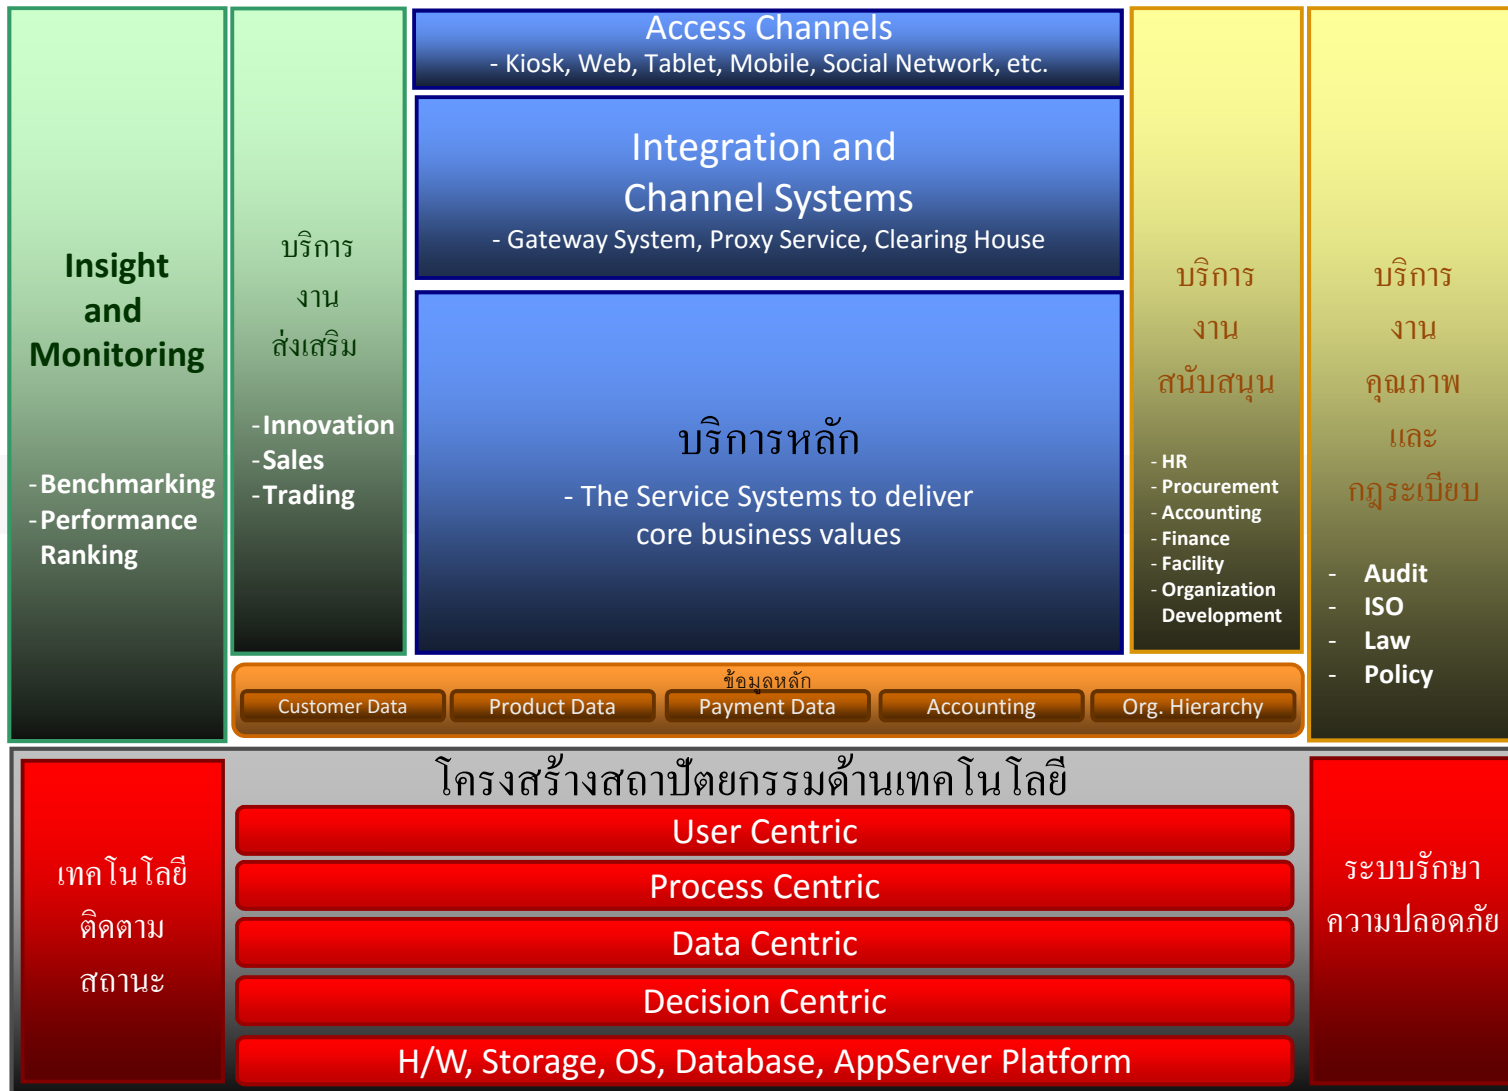 Insight
and
Monitoring
-Benchmarking
-Performance
Ranking
บริการ
งาน
ส่งเสริม
-Innovation
-Sales
-Trading
Access Channels
- Kiosk, Web, Tablet, Mobile, Social Network, etc.
Integration and
Channel Systems
- Gateway System, Proxy Service, Clearing House
บริการหลัก
- The Service Systems to deliver
core business values
บริการ
งาน
สนับสนุน
- HR
- Procurement
- Accounting
- Finance
- Facility
- Organization
Development
บริการ
งาน
คุณภาพ
และ
กฎระเบียบ
- Audit
- ISO
- Law
- Policy
ข้อมูลหลัก
Customer Data
Product Data
Payment Data
Accounting
Org. Hierarchy
โครงสร้างสถาปัตยกรรมด้านเทคโนโลยี
เทคโนโลยี
ติดตาม
สถานะ
User Centric
Process Centric
Data Centric
Decision Centric
H/W, Storage, OS, Database, AppServer Platform
ระบบรักษา
ความปลอดภัย